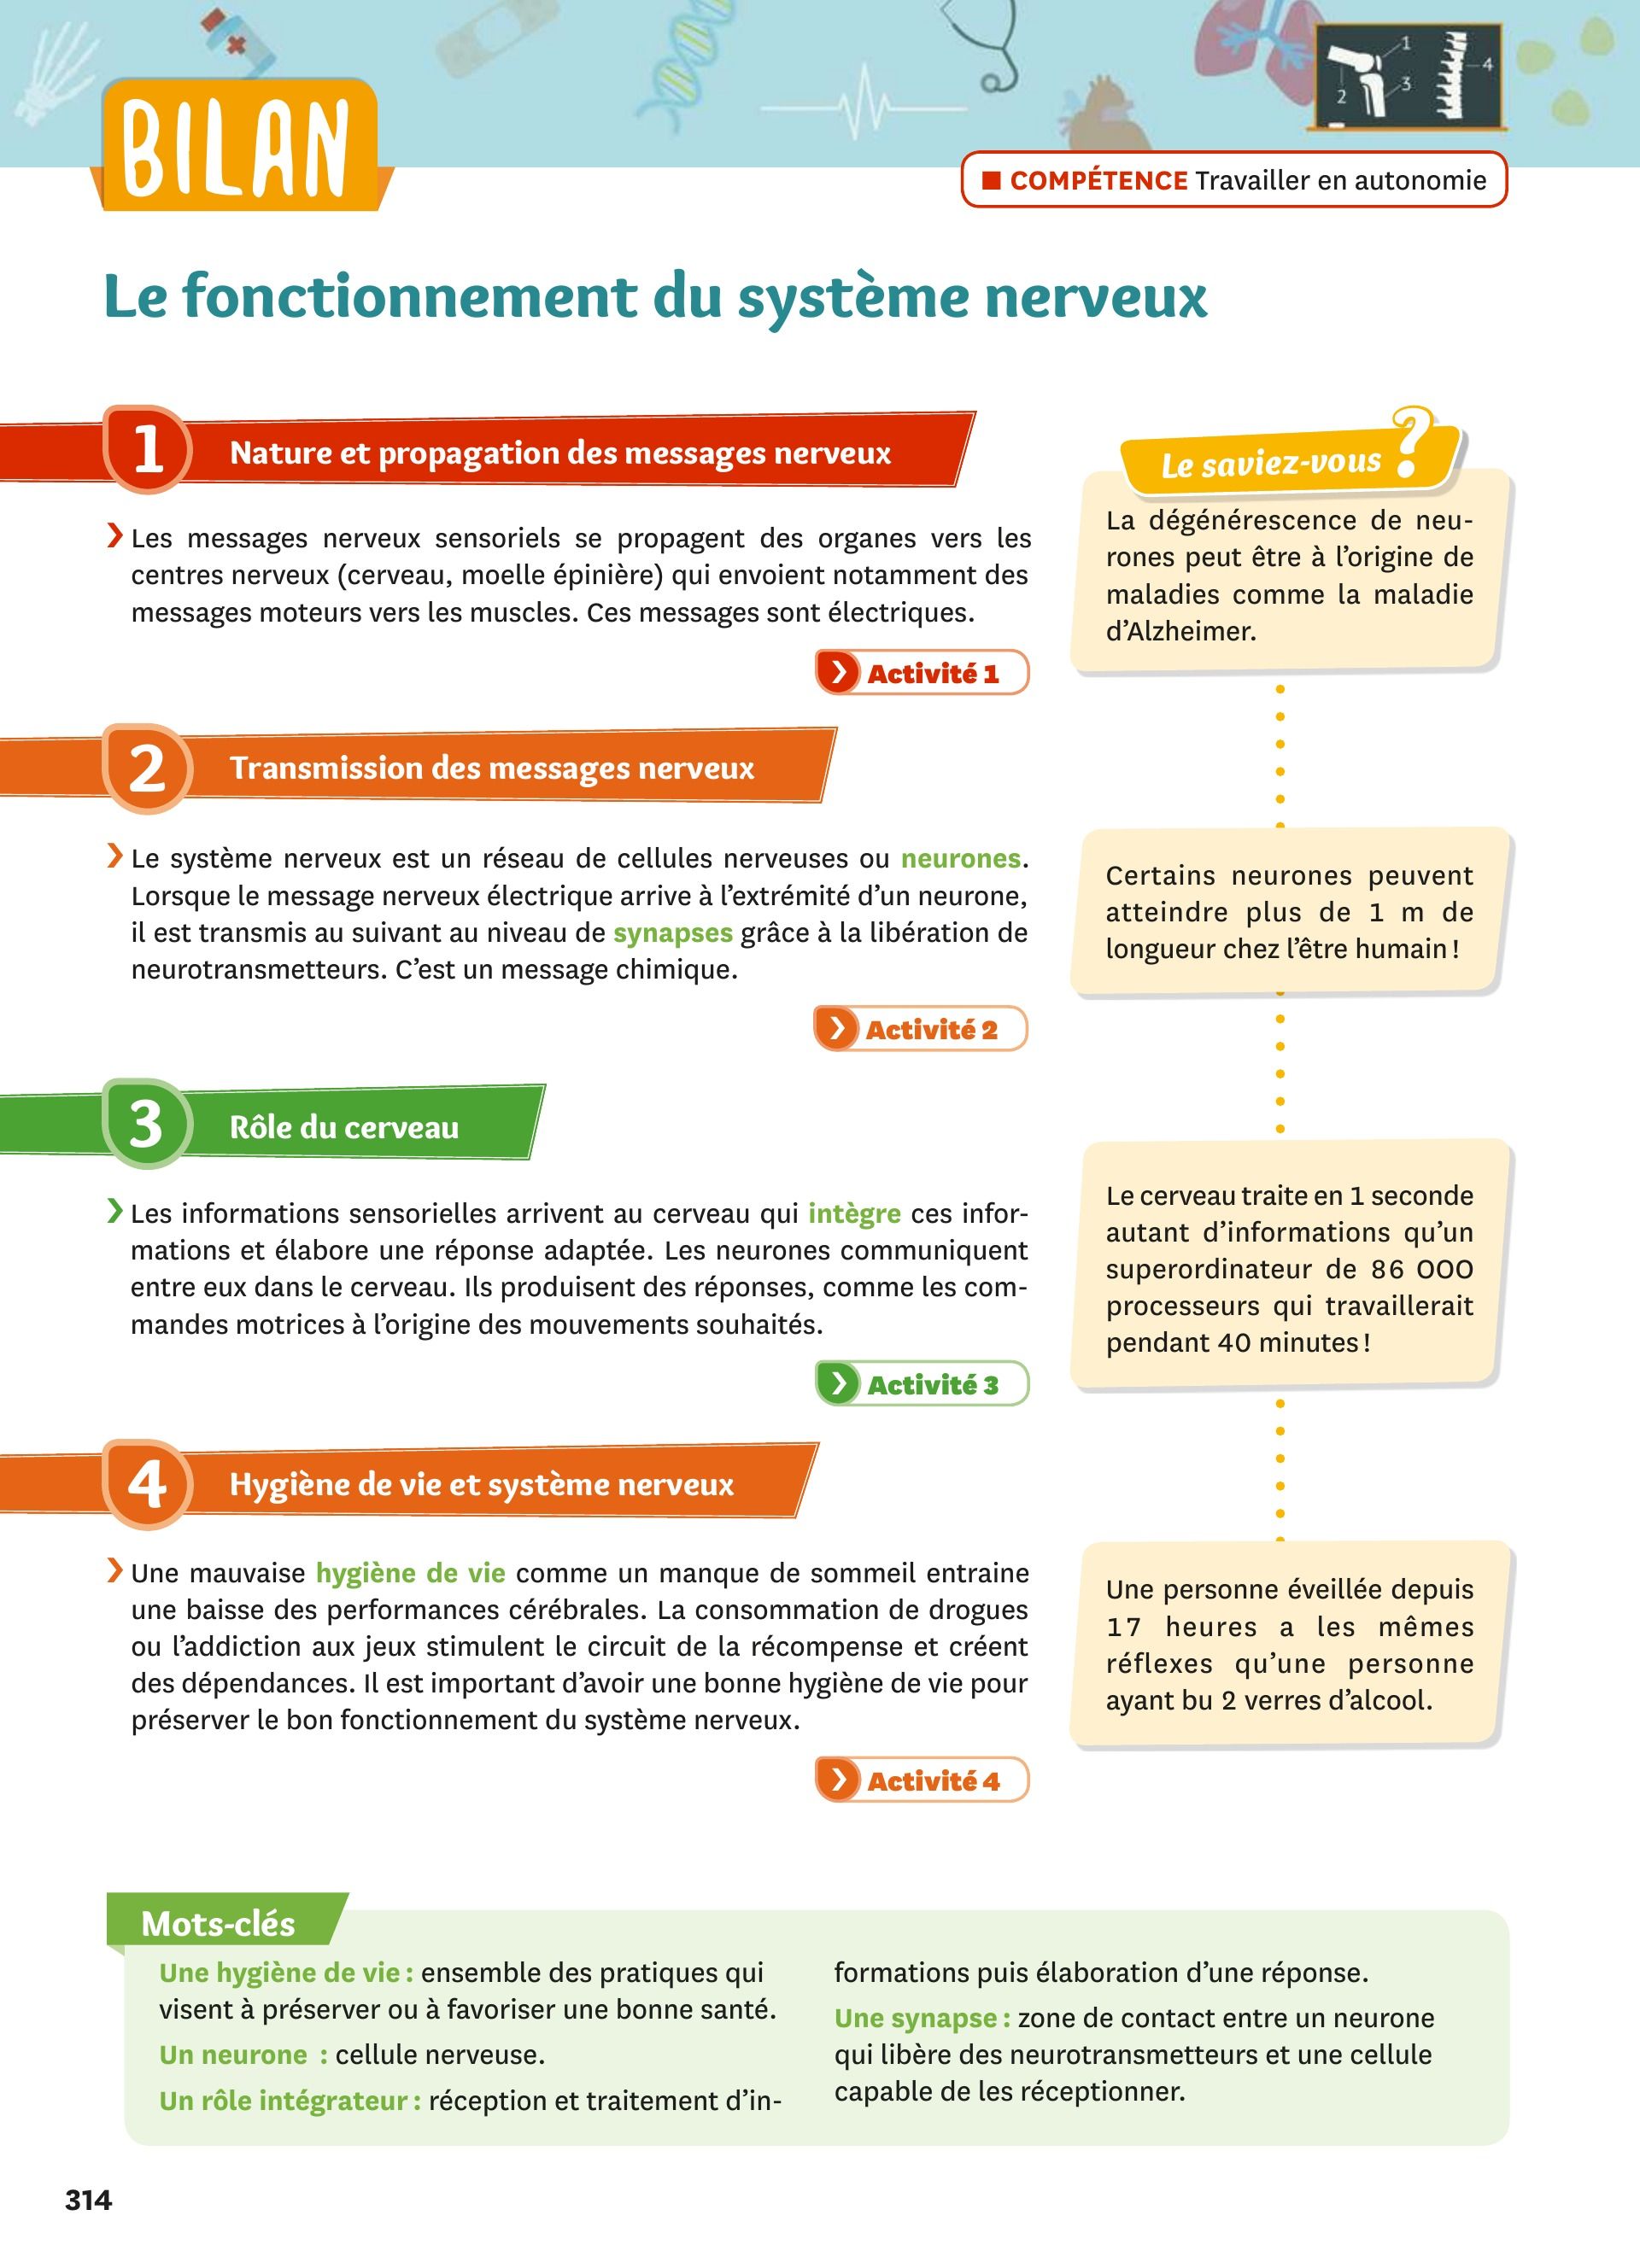 BILAN
1
2
3
4
■ COMPÉTENCE Travailler en autonomie
Le fonctionnement du système nerveux
1 Nature et propagation des messages nerveux
❯ Les messages nerveux sensoriels se propagent des organes vers les
centres nerveux (cerveau, moelle épinière) qui envoient notamment des
messages moteurs vers les muscles. Ces messages sont électriques.
❯ Activité 1
2 Transmission des messages nerveux
❯ Le système nerveux est un réseau de cellules nerveuses ou neurones.
Lorsque le message nerveux électrique arrive à l’extrémité d’un neurone,
il est transmis au suivant au niveau de synapses grâce à la libération de
neurotransmetteurs. C’est un message chimique.
❯ Activité 2
3 Rôle du cerveau
❯ Les informations sensorielles arrivent au cerveau qui intègre ces infor-
mations et élabore une réponse adaptée. Les neurones communiquent
entre eux dans le cerveau. Ils produisent des réponses, comme les com-
mandes motrices à l’origine des mouvements souhaités.
❯ Activité 3
4 Hygiène de vie et système nerveux
❯ Une mauvaise hygiène de vie comme un manque de sommeil entraine
une baisse des performances cérébrales. La consommation de drogues
ou l’addiction aux jeux stimulent le circuit de la récompense et créent
des dépendances. Il est important d’avoir une bonne hygiène de vie pour
préserver le bon fonctionnement du système nerveux.
❯ Activité 4
Le saviez-vous ?
La dégénérescence de neu-
rones peut être à l’origine de
maladies comme la maladie
d’Alzheimer.
Certains neurones peuvent
atteindre plus de 1 m de
longueur chez l’être humain !
Le cerveau traite en 1 seconde
autant d’informations qu’un
superordinateur de 86 000
processeurs qui travaillerait
pendant 40 minutes !
Une personne éveillée depuis
17 heures a les mêmes
réflexes qu’une personne
ayant bu 2 verres d’alcool.
Mots-clés
Une hygiène de vie : ensemble des pratiques qui
visent à préserver ou à favoriser une bonne santé.
Un neurone : cellule nerveuse.
Un rôle intégrateur : réception et traitement d’in-
formations puis élaboration d’une réponse.
Une synapse : zone de contact entre un neurone
qui libère des neurotransmetteurs et une cellule
capable de les réceptionner.
314